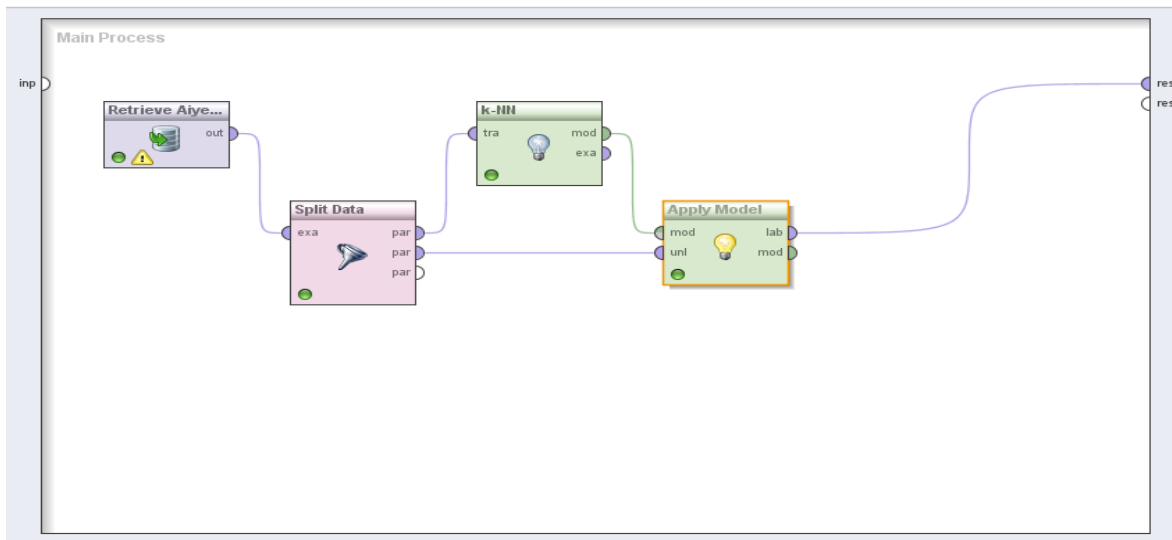 Main Process
inp
res
res
Retrieve Aiye...
out
k-NN
tra
mod
exa
Split Data
exa
par
par
par
Apply Model
mod
lab
unl
mod